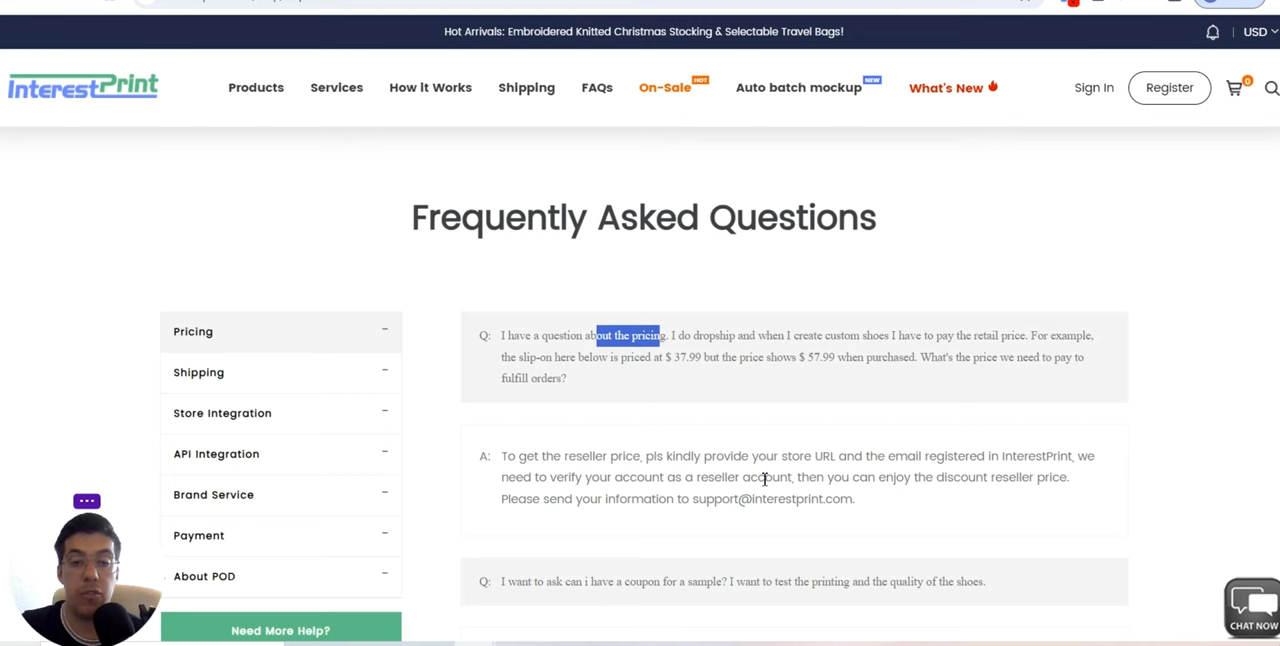 Hot Arrivals: Embroidered Knitted Christmas Stocking & Selectable Travel Bags!
USD
InterestPrint
Products
Services
How It Works
Shipping
FAQs
On-Sale
HOT
Auto batch mockup
NEW
What's New
Sign In
Register
0
Frequently Asked Questions
Pricing
Shipping
Store Integration
API Integration
Brand Service
Payment
About POD
Need More Help?
Q: I have a question about the pricing. I do dropship and when I create custom shoes I have to pay the retail price. For example,
the slip-on here below is priced at $ 37.99 but the price shows $ 57.99 when purchased. What's the price we need to pay to
fulfill orders?
A: To get the reseller price, pls kindly provide your store URL and the email registered in InterestPrint, we
need to verify your account as a reseller account, then you can enjoy the discount reseller price.
Please send your information to support@interestprint.com.
Q: I want to ask can i have a coupon for a sample? I want to test the printing and the quality of the shoes.
CHAT NOW